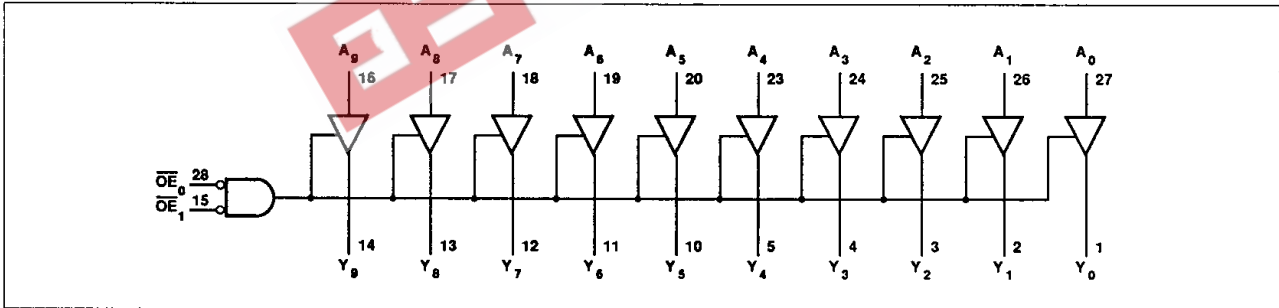 A9 A8 A7 A6 A5 A4 A3 A2 A1 A0
16 17 18 19 20 23 24 25 26 27
OE0 28
OE1 15
14 13 12 11 10 5 4 3 2 1
Y9 Y8 Y7 Y6 Y5 Y4 Y3 Y2 Y1 Y0